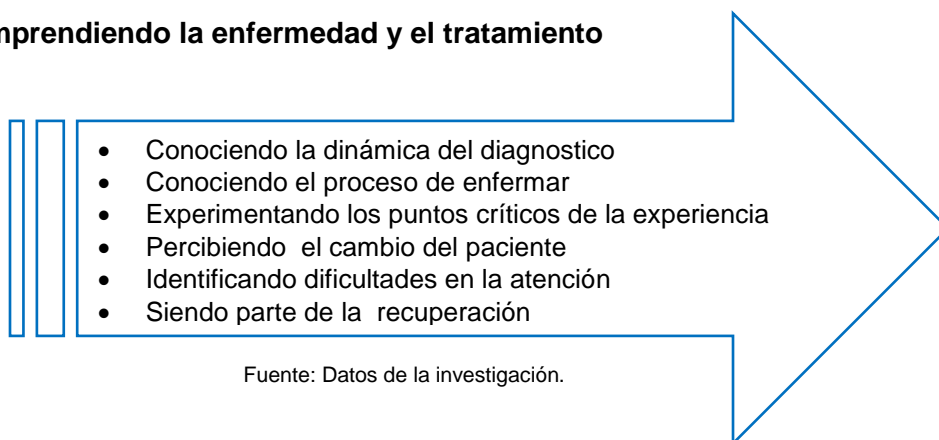 mprendiendo la enfermedad y el tratamiento
• Conociendo la dinámica del diagnostico
• Conociendo el proceso de enfermar
• Experimentando los puntos críticos de la experiencia
• Percibiendo el cambio del paciente
• Identificando dificultades en la atención
• Siendo parte de la recuperación
Fuente: Datos de la investigación.